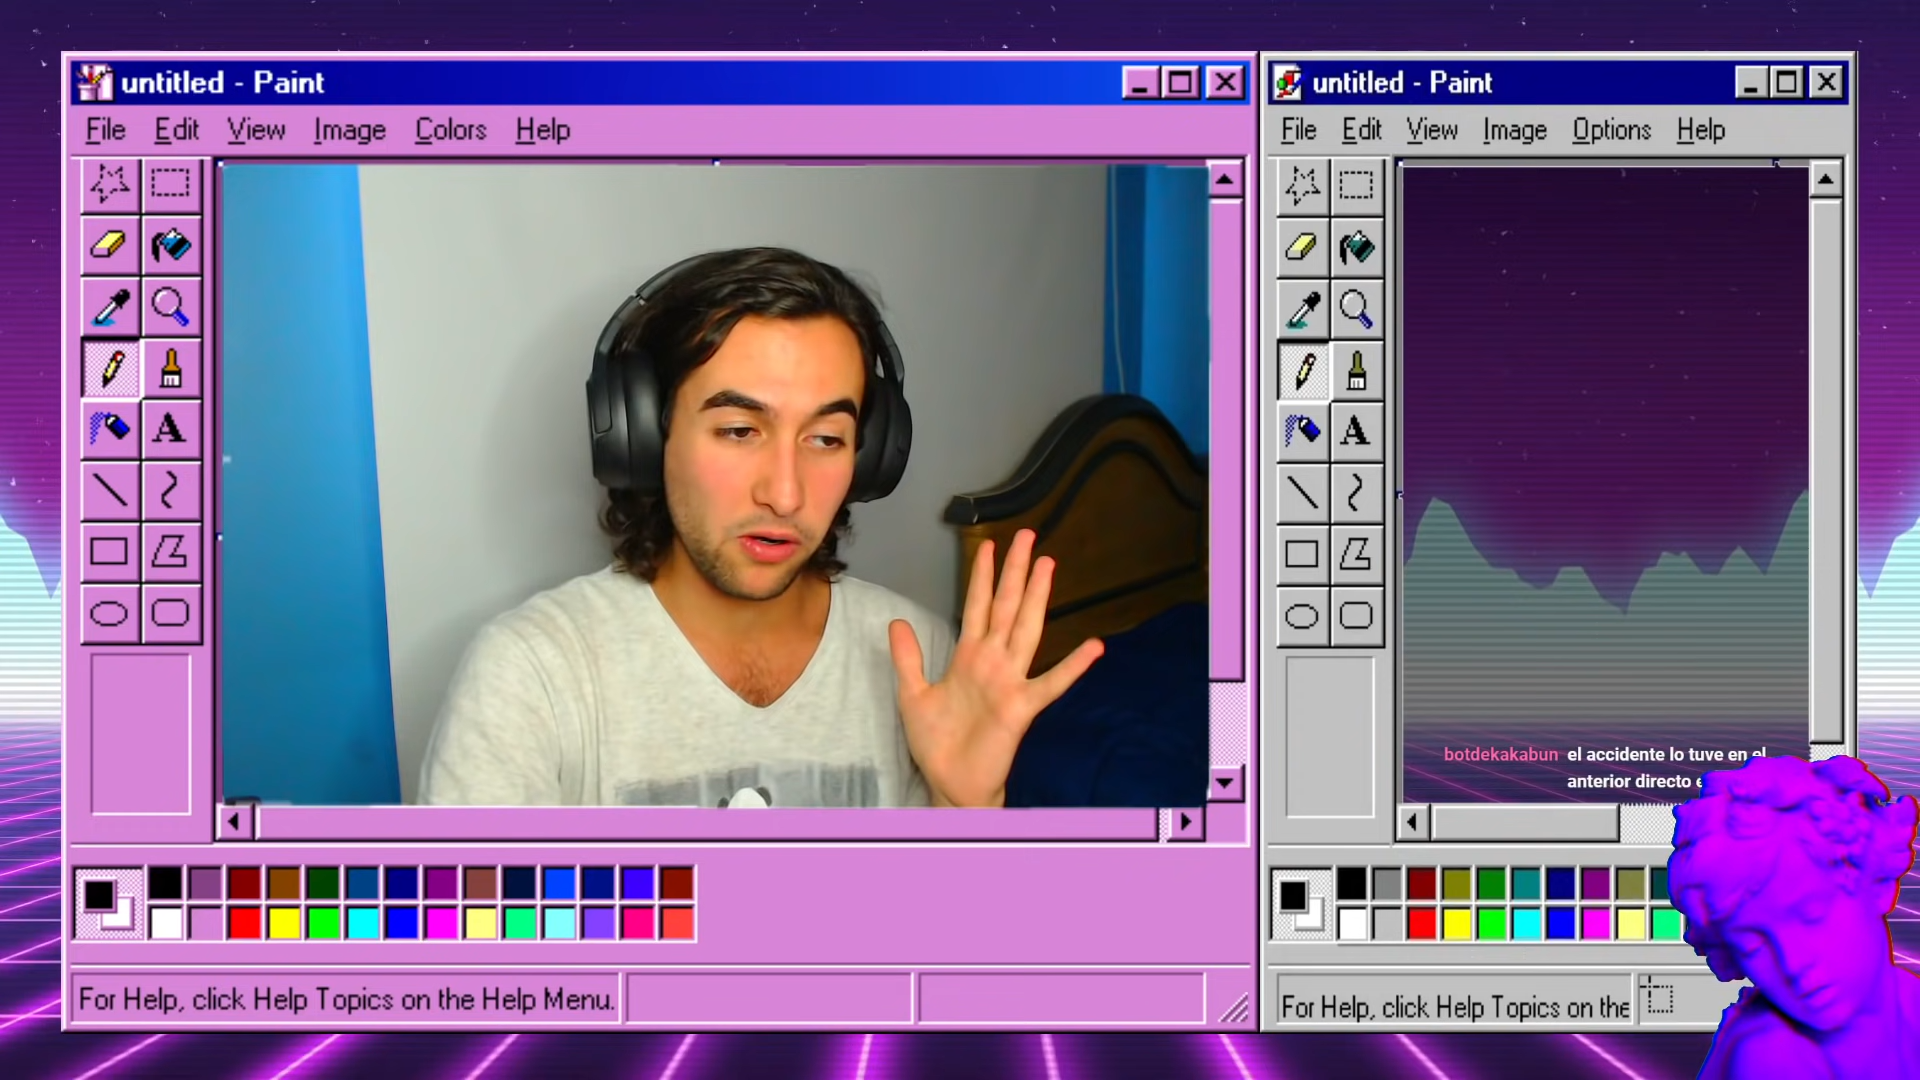 untitled - Paint
File Edit View Image Colors Help
A
For Help, click Help Topics on the Help Menu.
untitled - Paint
File Edit View Image Options Help
A
botdekakabun el accidente lo tuve en el
anterior directo
For Help, click Help Topics on the